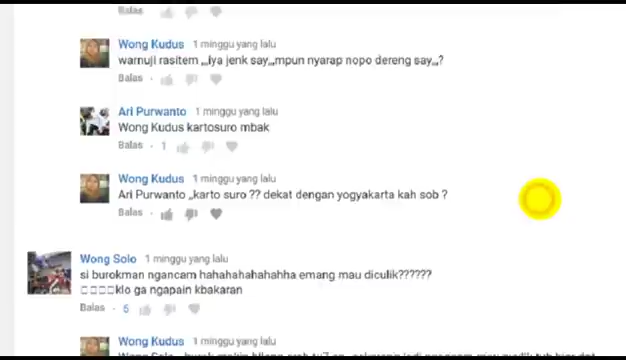 Balas
Wong Kudus 1 minggu yang lalu
warnuji rasitem ,,,iya jenk say,,,mpun nyarap nopo dereng say,,,?
Balas
Ari Purwanto 1 minggu yang lalu
Wong Kudus kartosuro mbak
Balas · 1
Wong Kudus 1 minggu yang lalu
Ari Purwanto ,,karto suro ?? dekat dengan yogyakarta kah sob ?
Balas
Wong Solo 1 minggu yang lalu
si burokman ngancam hahahahahahahha emang mau diculik??????
□□□□klo ga ngapain kbakaran
Balas · 6
Wong Kudus 1 minggu yang lalu